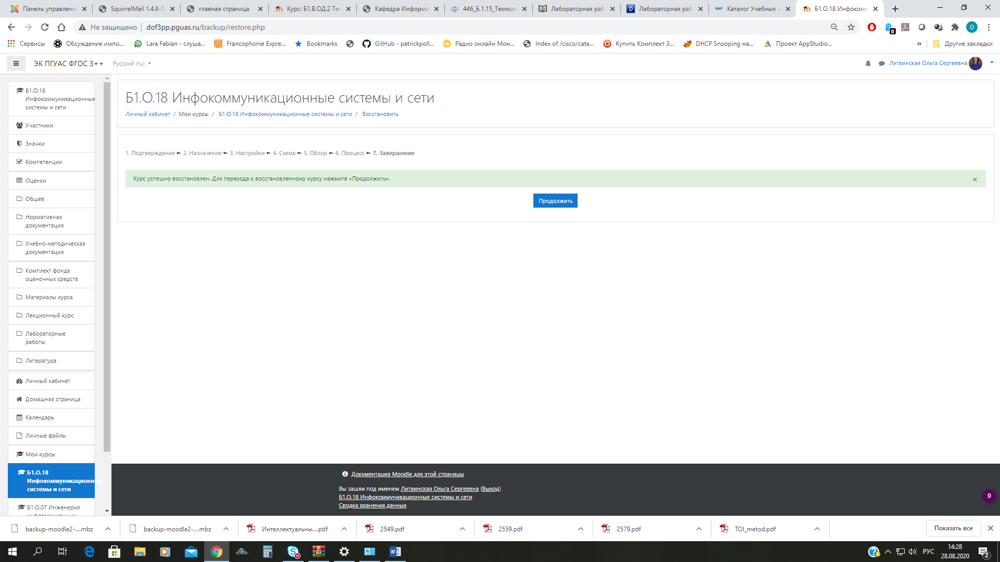 Панель управлени
SquirrelMail 1.4.8-5.
главная страница
Курс: Б1.В.ОД.2 Тес
Кафедра Информа
446_Б.1.15_Техноло
Лабораторная раб
Лабораторная раб
Каталог Учебные и
Б1.О.18 Инфокомм
Не защищено
dof3pp.pguas.ru/backup/restore.php
0
О
Сервисы
Обсуждение импо...
Lara Fabian - слуша...
Francophonie Expre...
Bookmarks
GitHub - patrickpoll...
Радио онлайн Мон...
Index of /cisco/cata...
Купить Комплект 3...
DHCP Snooping на...
Проект AppStudio...
»
Другие закладки
ЭК ПГУАС ФГОС 3++
Русский (ru)
Литвинская Ольга Сергеевна
Б1.О.18
Инфокоммуникационные
системы и сети
Участники
Значки
Компетенции
Оценки
Общее
Нормативная
документация
Учебно-методическая
документация
Комплект фонда
оценочных средств
Материалы курса
Лекционный курс
Лабораторные
работы
Литература
Личный кабинет
Домашняя страница
Календарь
Личные файлы
Мои курсы
Б1.О.18
Инфокоммуникационные
системы и сети
Б1.О.07 Инженерия
информационных
Б1.О.18 Инфокоммуникационные системы и сети
Личный кабинет / Мои курсы / Б1.О.18 Инфокоммуникационные системы и сети / Восстановить
1. Подтверждение ► 2. Назначение ► 3. Настройки ► 4. Схема ► 5. Обзор ► 6. Процесс ► 7. Завершение
Курс успешно восстановлен. Для перехода к восстановленному курсу нажмите «Продолжить».
×
Продолжить
Документация Moodle для этой страницы
Вы зашли под именем Литвинская Ольга Сергеевна (Выход)
Б1.О.18 Инфокоммуникационные системы и сети
Сводка хранения данных
0
backup-moodle2-....mbz
backup-moodle2-....mbz
Интеллектуальны....pdf
2549.pdf
2559.pdf
2579.pdf
TOI_metod.pdf
Показать все
РУС
14:28
28.08.2020
2